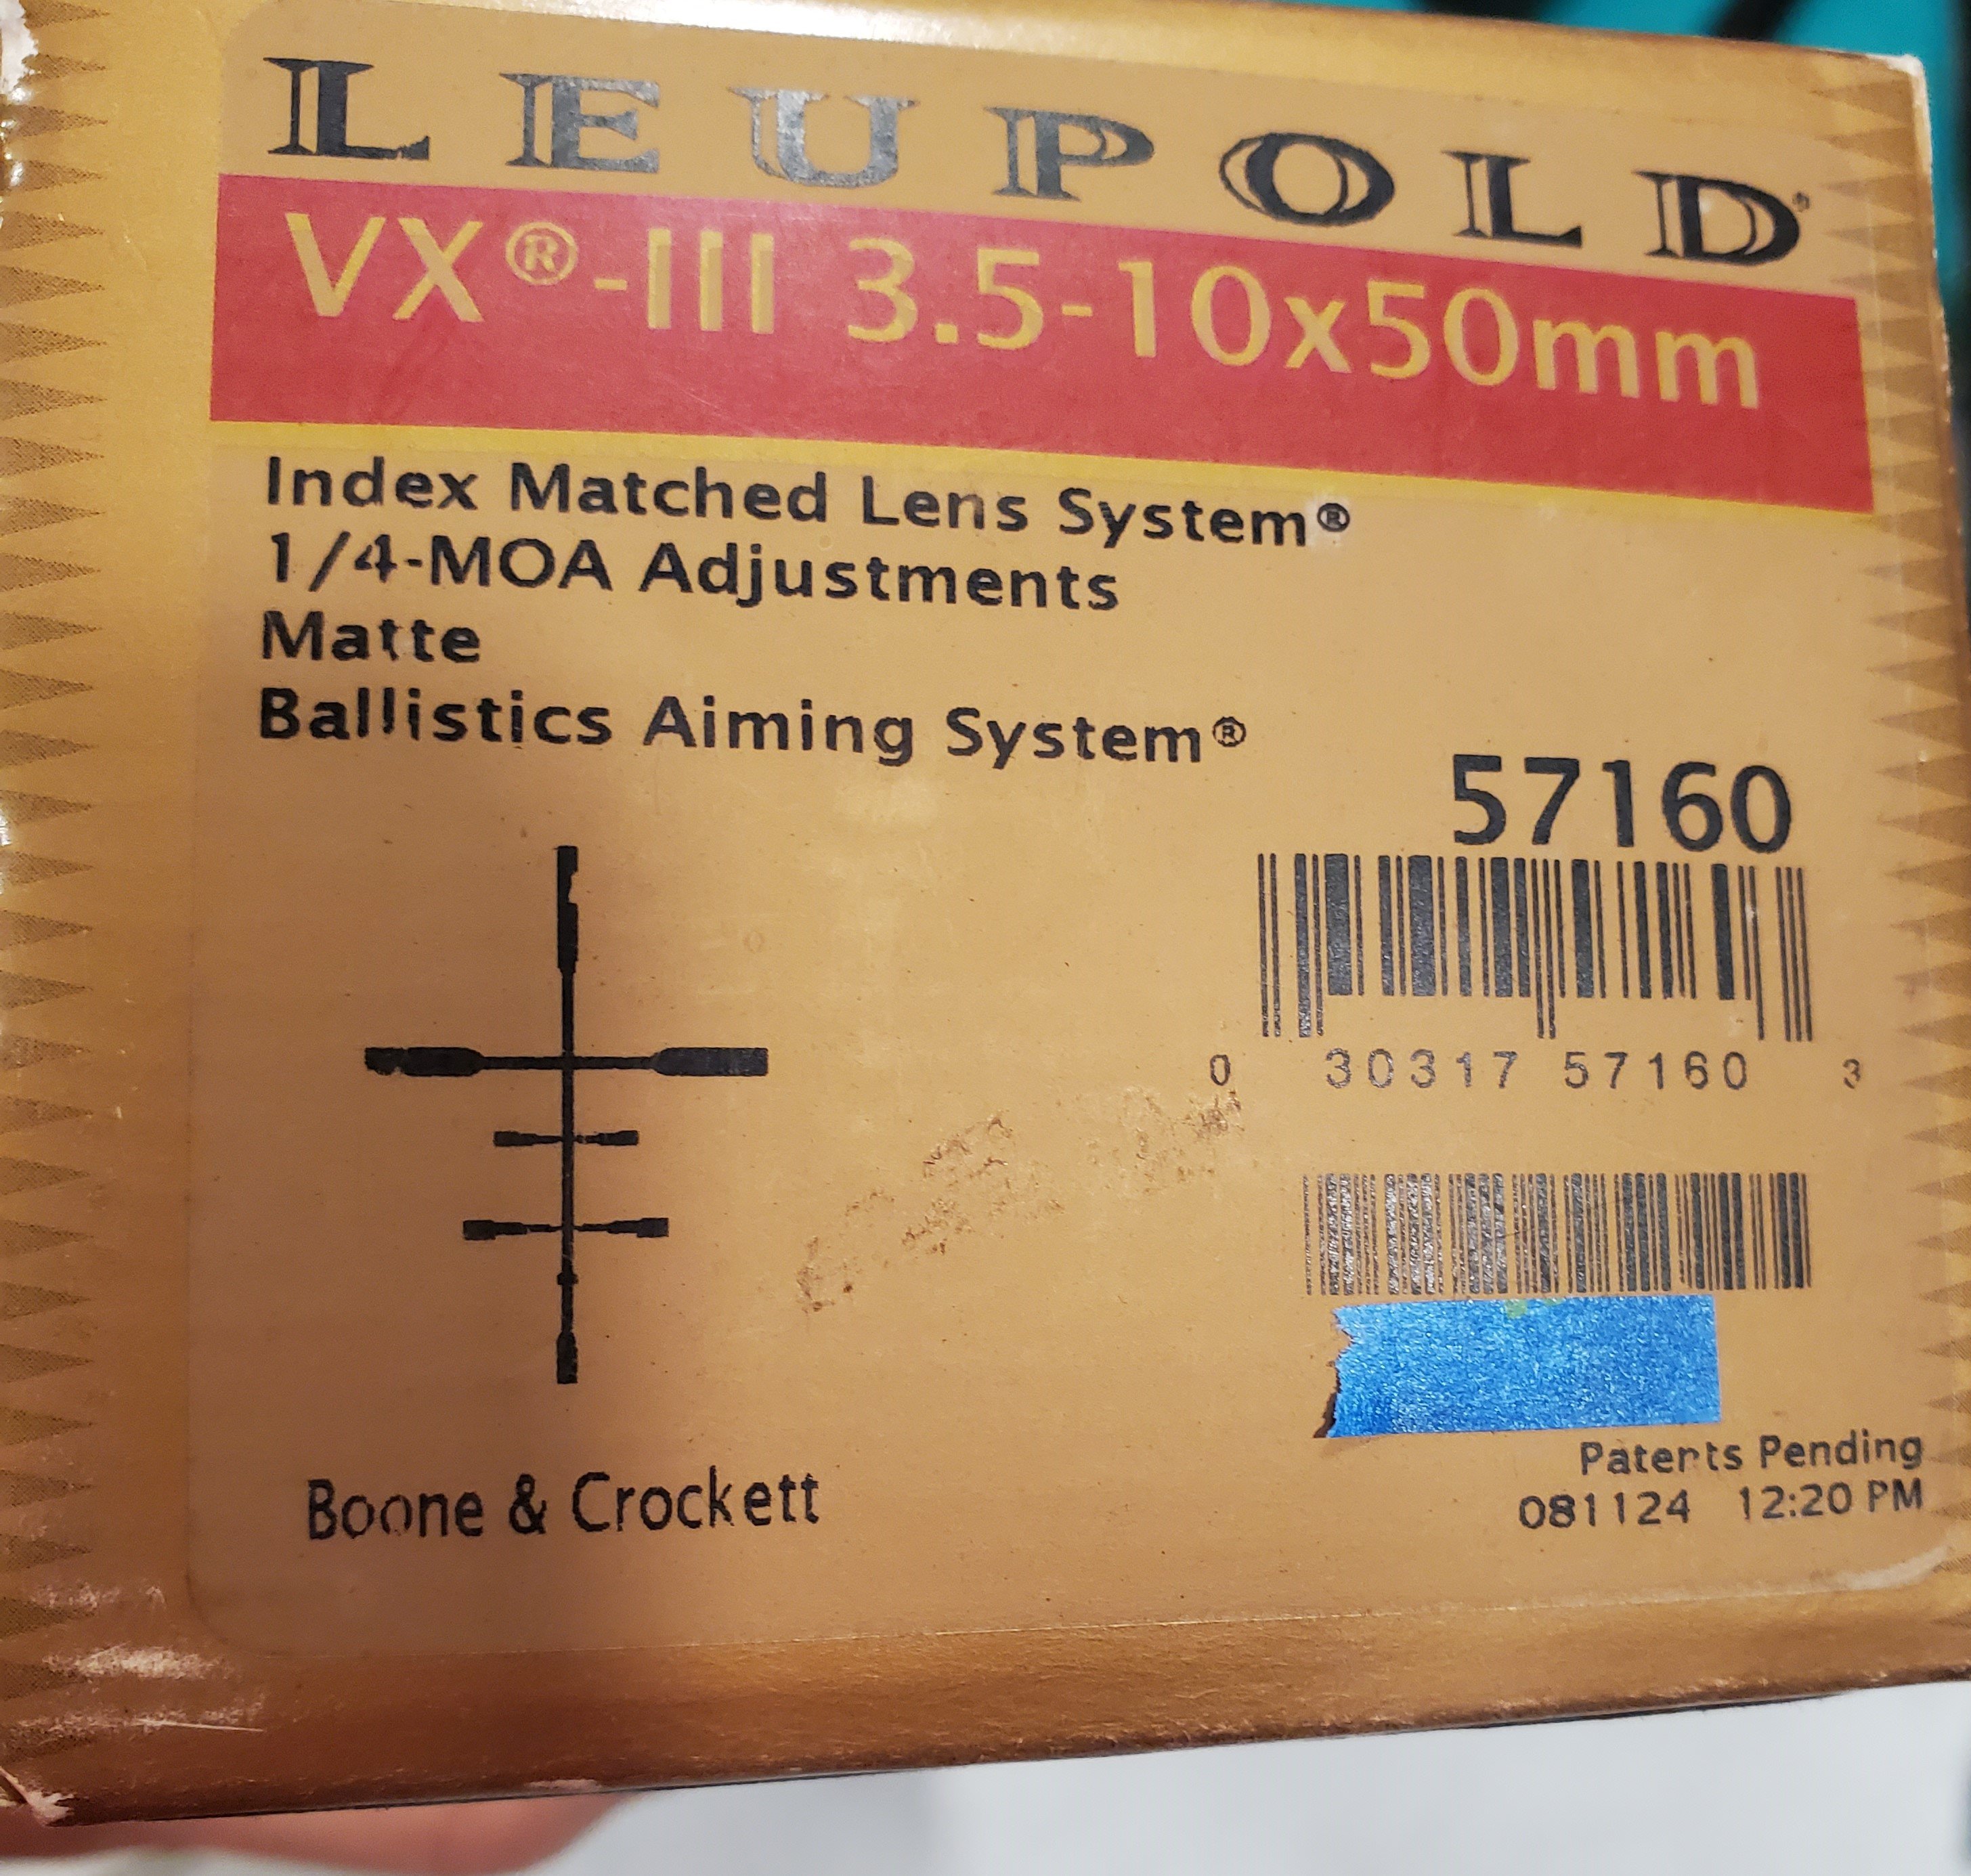 LEUPOLD®
VX®-III 3.5-10x50mm
Index Matched Lens System®
1/4-MOA Adjustments
Matte
Ballistics Aiming System®
57160
0 30317 57160 3
Boone & Crockett
Patents Pending
081124 12:20 PM